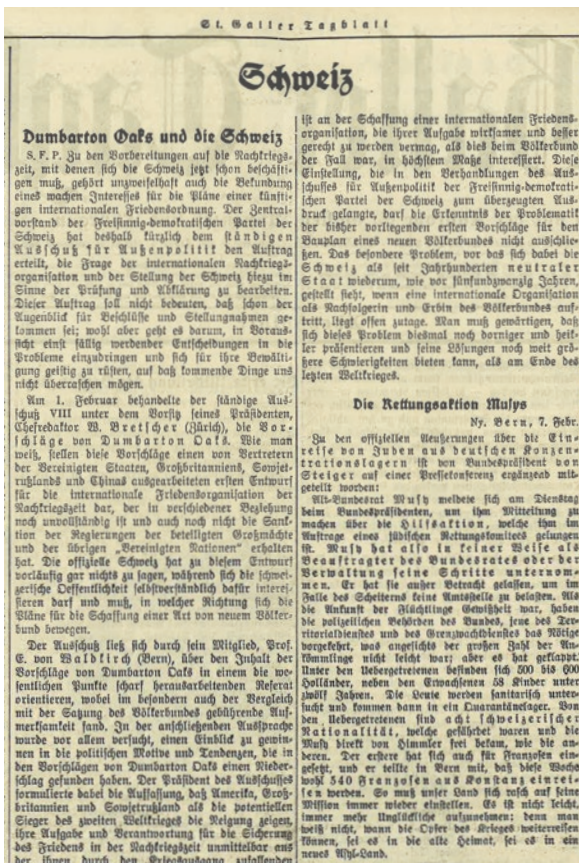 St. Galler Tagblatt
Schweiz
Dumbarton Oaks und die Schweiz
S. F. P. Zu den Vorbereitungen auf die Nachkriegs-
zeit, mit denen sich die Schweiz jetzt schon beschäfti-
gen muß, gehört unzweifelhaft auch die Bekundung
eines wachen Interesses für die Pläne einer künfti-
gen internationalen Friedensordnung. Der Zentral-
vorstand der Freisinnig-demokratischen Partei der
Schweiz hat deshalb kürzlich dem ständigen
Ausschuß für Außenpolitik den Auftrag
erteilt, die Frage der internationalen Nachkriegs-
organisation und der Stellung der Schweiz hiezu im
Sinne der Prüfung und Abklärung zu bearbeiten.
Dieser Auftrag soll nicht bedeuten, daß schon der
Augenblick für Beschlüsse und Stellungnahmen ge-
kommen sei; wohl aber geht es darum, in Voraus-
sicht einst fällig werdender Entscheidungen in die
Probleme einzudringen und sich für ihre Bewälti-
gung geistig zu rüsten, auf daß kommende Dinge uns
nicht überraschen mögen.
Am 1. Februar behandelte der ständige Aus-
schuß VIII unter dem Vorsitz seines Präsidenten,
Chefredaktor W. Bretscher (Zürich), die Vor-
schläge von Dumbarton Oaks. Wie man
weiß, stellen diese Vorschläge einen von Vertretern
der Vereinigten Staaten, Großbritanniens, Sowjet-
rußlands und Chinas ausgearbeiteten ersten Entwurf
für die internationale Friedensorganisation der
Nachkriegszeit dar, der in verschiedener Beziehung
noch unvollständig ist und auch noch nicht die Sank-
tion der Regierungen der beteiligten Großmächte
und der übrigen „Vereinigten Nationen" erhalten
hat. Die offizielle Schweiz hat zu diesem Entwurf
vorläufig gar nichts zu sagen, während sich die schwei-
zerische Oeffentlichkeit selbstverständlich dafür interes-
sieren darf und muß, in welcher Richtung sich die
Pläne für die Schaffung einer Art von neuem Völker-
bund bewegen.
Der Ausschuß ließ sich durch sein Mitglied, Prof.
E. von Waldkirch (Bern), über den Inhalt der
Vorschläge von Dumbarton Oaks in einem die we-
sentlichen Punkte scharf herausarbeitenden Referat
orientieren, wobei im besondern auch der Vergleich
mit der Satzung des Völkerbundes gebührende Auf-
merksamkeit fand. In der anschließenden Aussprache
wurde vor allem versucht, einen Einblick zu gewin-
nen in die politischen Motive und Tendenzen, die in
den Vorschlägen von Dumbarton Oaks einen Nieder-
schlag gefunden haben. Der Präsident des Ausschusses
formulierte dabei die Auffassung, daß Amerika, Groß-
britannien und Sowjetrußland als die potentiellen
Sieger des zweiten Weltkrieges die Neigung zeigen,
ihre Aufgabe und Verantwortung für die Sicherung
des Friedens in der Nachkriegszeit unmittelbar aus
der ihnen durch den Kriegsausgang zufallenden
ist an der Schaffung einer internationalen Friedens-
organisation, die ihrer Aufgabe wirksamer und besser
gerecht zu werden vermag, als dies beim Völkerbund
der Fall war, in höchstem Maße interessiert. Diese
Einstellung, die in den Verhandlungen des Aus-
schusses für Außenpolitik der Freisinnig-demokrati-
schen Partei der Schweiz zum überzeugten Aus-
druck gelangte, darf die Erkenntnis der Problematik
der bisher vorliegenden ersten Vorschläge für den
Bauplan eines neuen Völkerbundes nicht ausschlie-
ßen. Das besondere Problem, vor das sich dabei die
Schweiz als seit Jahrhunderten neutraler
Staat wiederum, wie vor fünfundzwanzig Jahren,
gestellt sieht, wenn eine internationale Organisation
als Nachfolgerin und Erbin des Völkerbundes auf-
tritt, liegt offen zutage. Man muß gewärtigen, daß
sich dieses Problem diesmal noch dorniger und heik-
ler präsentieren und seine Lösungen noch weit grö-
ßere Schwierigkeiten bieten kann, als am Ende des
letzten Weltkrieges.
Die Rettungsaktion Musys
Ny. Bern, 7. Febr.
Zu den offiziellen Aeußerungen über die Ein-
reise von Juden aus deutschen Konzen-
trationslagern ist von Bundespräsident von
Steiger auf einer Pressekonferenz ergänzend mit-
geteilt worden:
Alt-Bundesrat Musy meldete sich am Dienstag
beim Bundespräsidenten, um ihm Mitteilung zu
machen über die Hilfsaktion, welche ihm im
Auftrage eines jüdischen Rettungskomitees gelungen
ist. Musy hat also in keiner Weise als
Beauftragter des Bundesrates oder der
Verwaltung seine Schritte unternom-
men. Er hat sie außer Betracht gelassen, um im
Falle des Scheiterns keine Amtsstelle zu belasten. Als
die Ankunft der Flüchtlinge Gewißheit war, haben
die polizeilichen Behörden des Bundes, jene des Ter-
ritorialdienstes und des Grenzwachtdienstes das Nötige
vorgekehrt, was angesichts der großen Zahl der An-
kömmlinge nicht leicht war; aber es hat geklappt.
Unter den Uebergetretenen befinden sich 500 bis 600
Holländer, neben den Erwachsenen 58 Kinder unter
zwölf Jahren. Die Leute werden sanitarisch unter-
sucht und kommen dann in ein Quarantänelager. Von
den Uebergetretenen sind acht schweizerischer
Nationalität, welche gefährdet waren und die
Musy direkt von Himmler frei bekam, wie die an-
deren. Der erstere hat sich auch für Franzosen ein-
gesetzt, und er teilte in Bern mit, daß diese Woche
wohl 540 Franzosen aus Konstanz einrei-
sen werden. So muß unser Land sich rasch auf seine
Mission immer wieder einstellen. Es ist nicht leicht,
immer mehr Unglückliche aufzunehmen; denn man
weiß nicht, wann die Opfer des Krieges weiterreisen
können, sei es in die alte Heimat, sei es in ein
neues Asyl-Land.